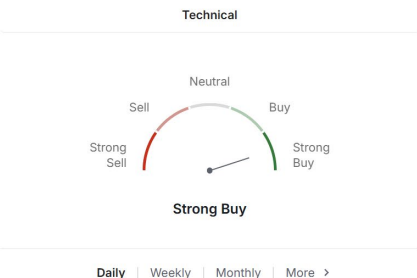 Technical
Neutral
Sell
Buy
Strong
Sell
Strong
Buy
Strong Buy
Daily
Weekly
Monthly
More